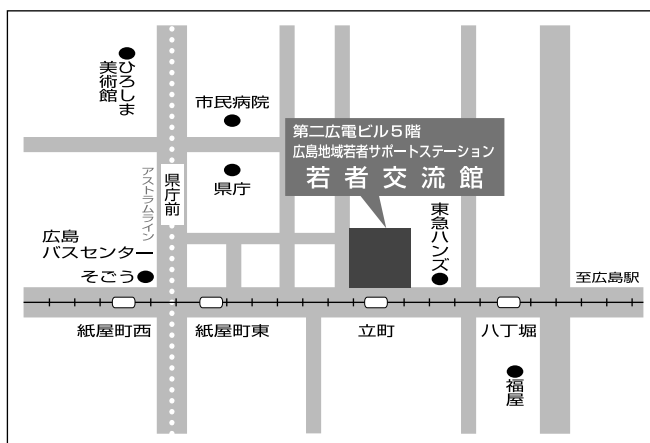 ひろしま
美術館
市民病院
第二広電ビル5階
広島地域若者サポートステーション
若者交流館
アストラムライン
県庁前
県庁
東急ハンズ
広島
バスセンター
そごう
至広島駅
紙屋町西
紙屋町東
立町
八丁堀
福屋